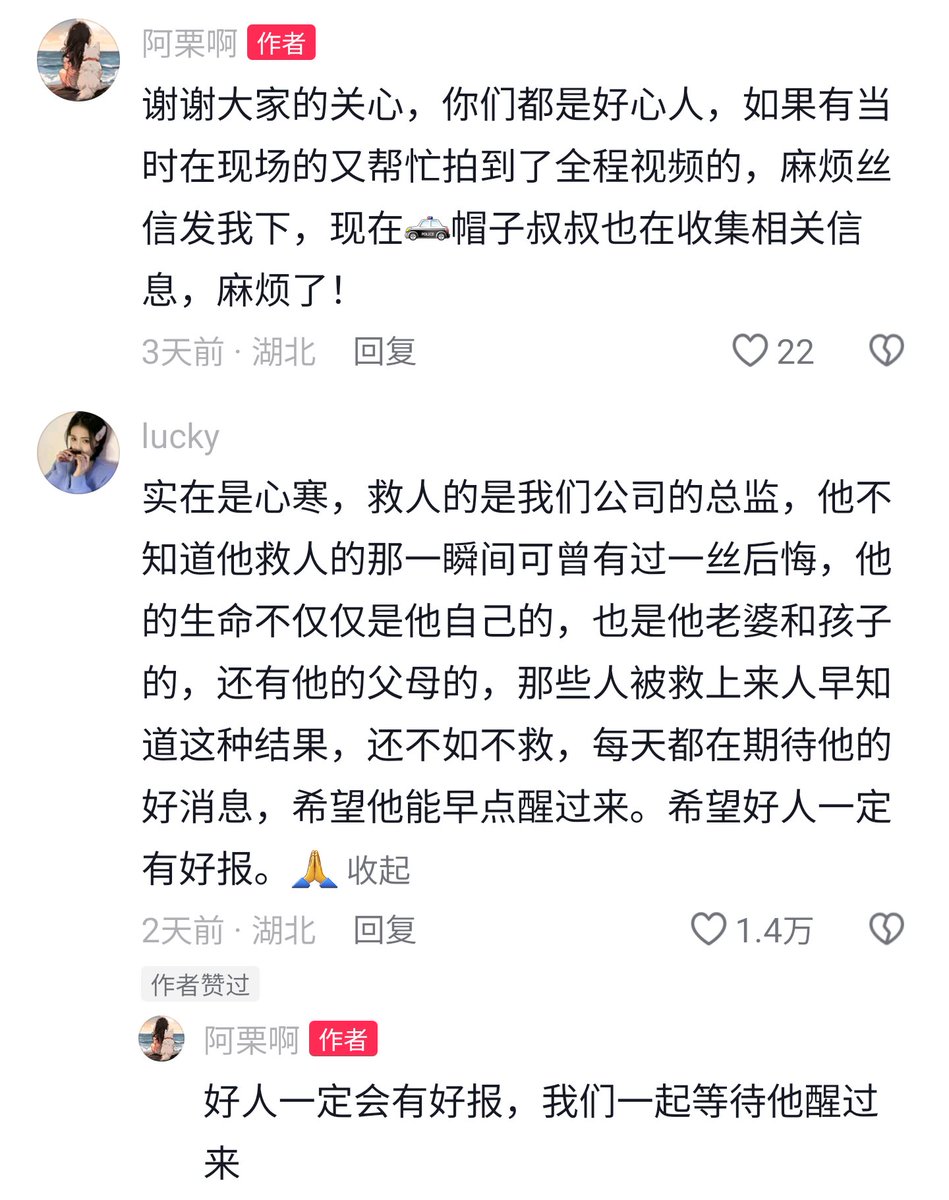 阿栗啊 作者
谢谢大家的关心，你们都是好心人，如果有当
时在现场的又帮忙拍到了全程视频的，麻烦丝
信发我下，现在🚓帽子叔叔也在收集相关信
息，麻烦了！
3天前 · 湖北 回复 22
lucky
实在是心寒，救人的是我们公司的总监，他不
知道他救人的那一瞬间可曾有过一丝后悔，他
的生命不仅仅是他自己的，也是他老婆和孩子
的，还有他的父母的，那些人被救上来人早知
道这种结果，还不如不救，每天都在期待他的
好消息，希望他能早点醒过来。希望好人一定
有好报。🙏 收起
2天前 · 湖北 回复 1.4万
作者赞过
阿栗啊 作者
好人一定会有好报，我们一起等待他醒过
来